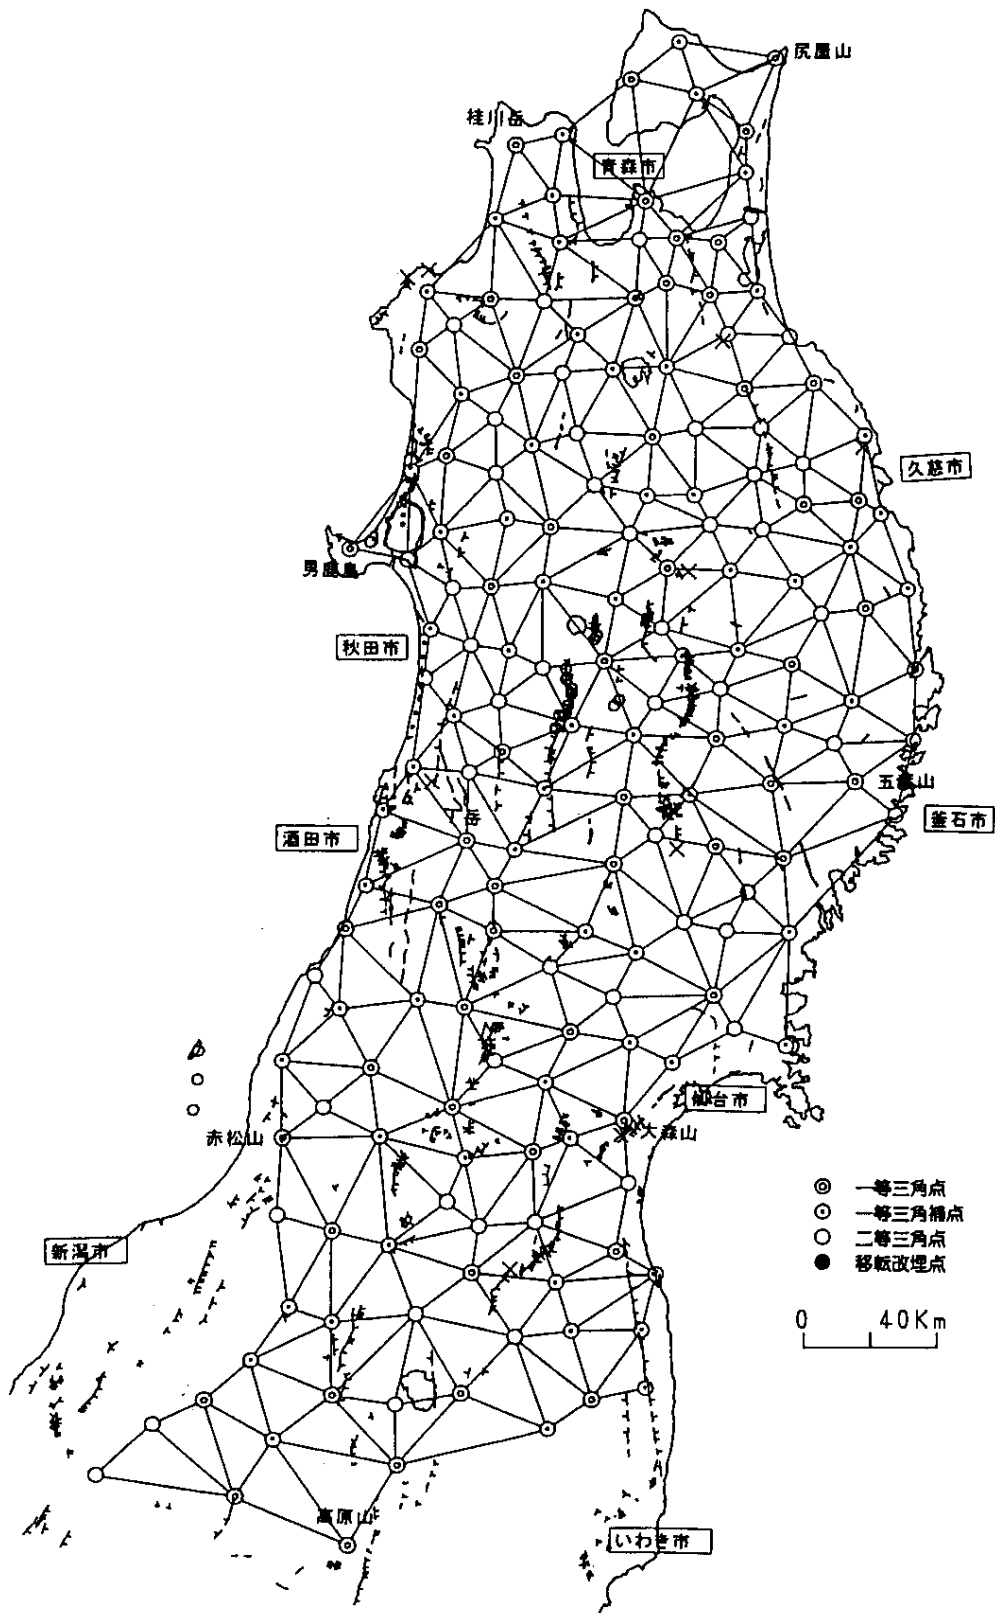 尻屋山
桂川岳
青森市
久慈市
男鹿島
秋田市
五葉山
釜石市
酒田市
岳
仙台市
大森山
赤松山
一等三角点
一等三角補点
二等三角点
移転改埋点
新潟市
0 40Km
高原山
いわき市